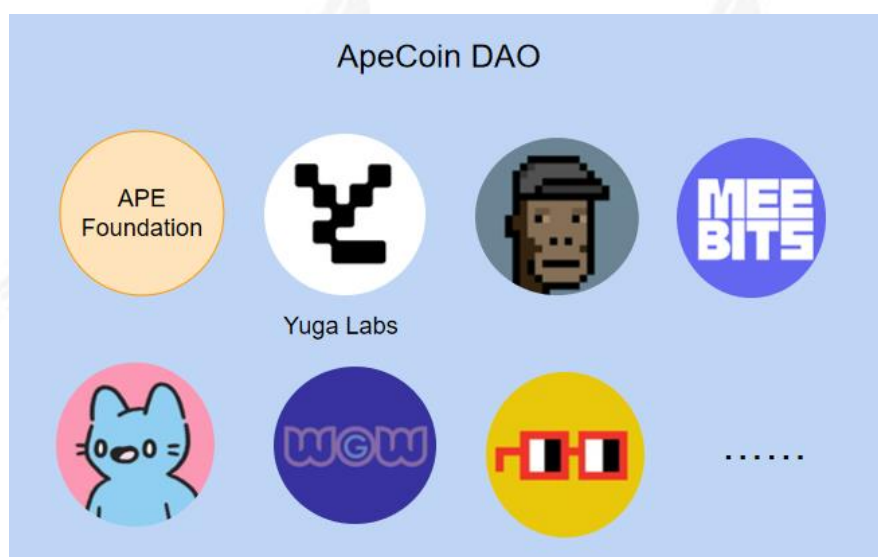 ApeCoin DAO
APE
Foundation
MEE
BITS
Yuga Labs
WGW
......